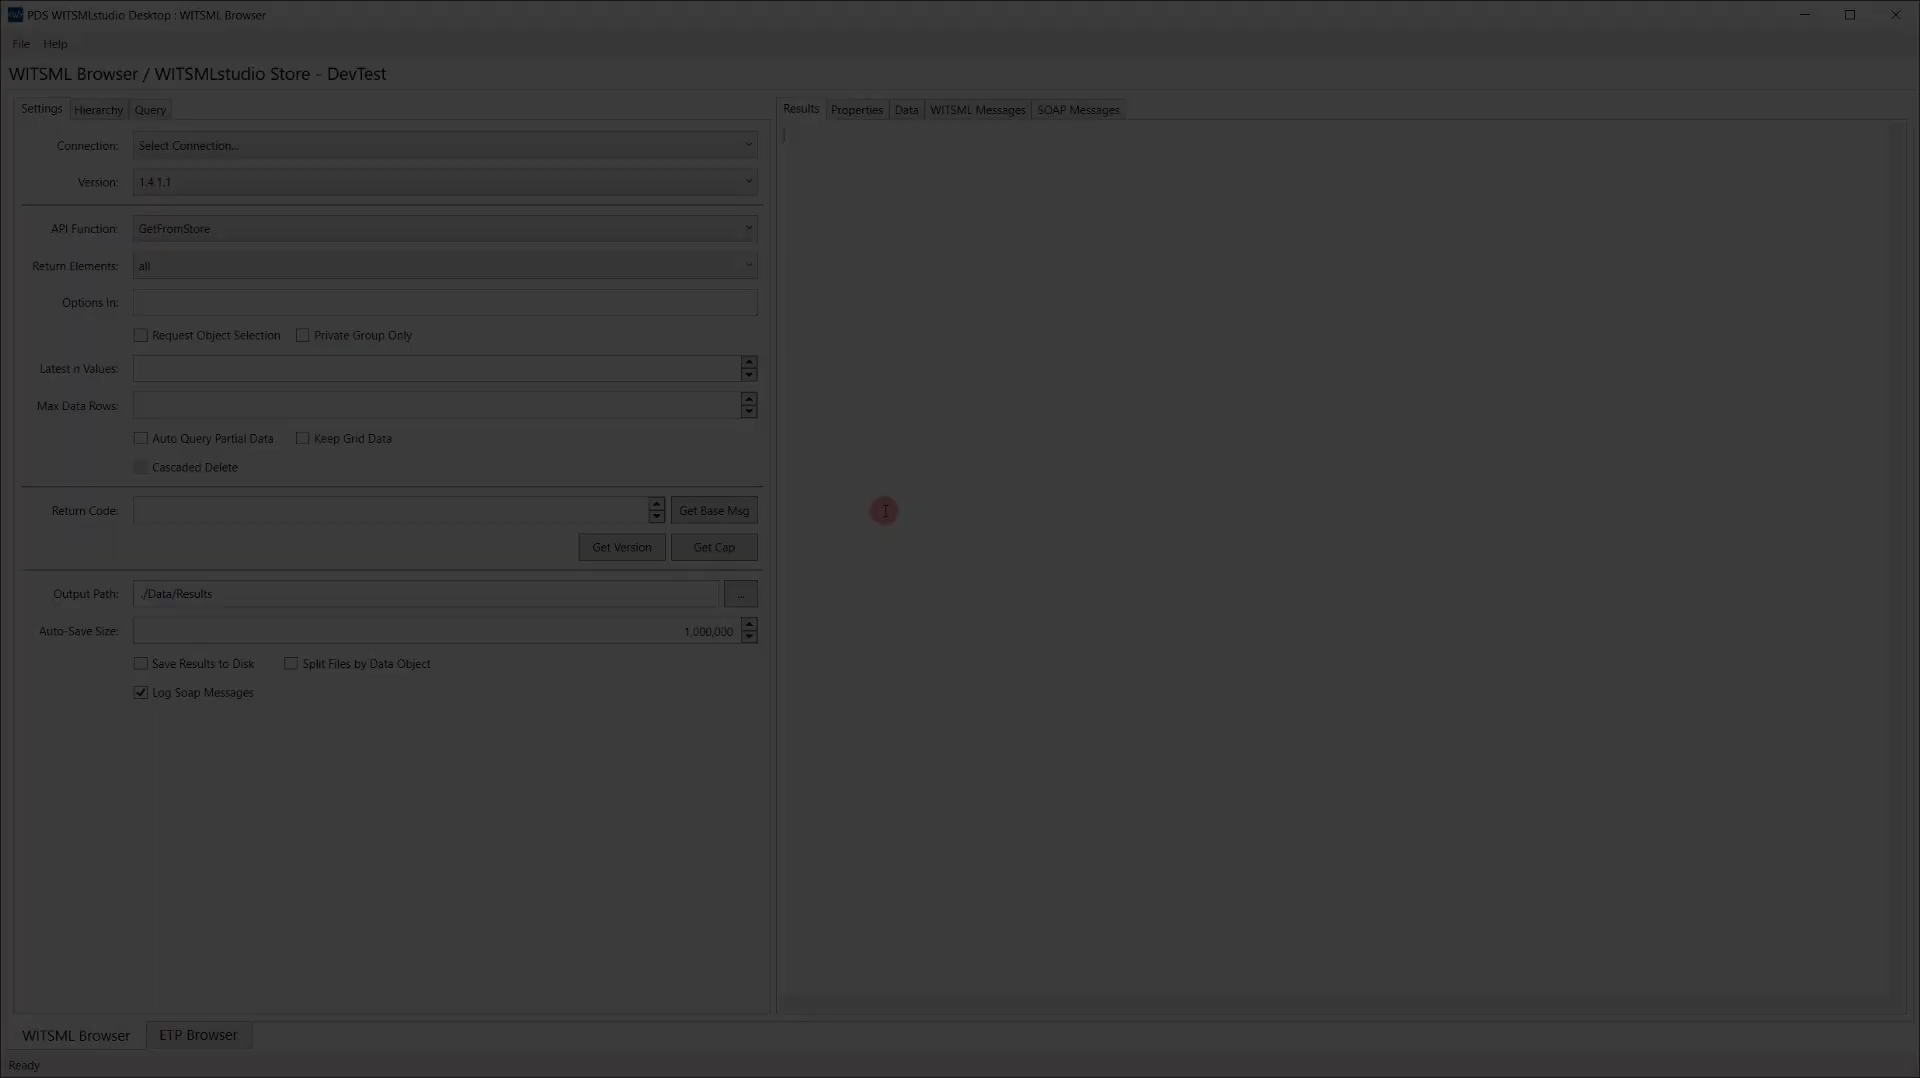 PDS WITSMLstudio Desktop : WITSML Browser
File Help
WITSML Browser / WITSMLstudio Store - DevTest
Settings Hierarchy Query
Results Properties Data WITSML Messages SOAP Messages
Connection: Select Connection...
Version: 1.4.1.1
API Function: GetFromStore
Return Elements: all
Options In:
Request Object Selection Private Group Only
Latest n Values:
Max Data Rows:
Auto Query Partial Data Keep Grid Data
Cascaded Delete
Return Code: Get Base Msg
Get Version Get Cap
Output Path: ./Data/Results ...
Auto-Save Size: 1,000,000
Save Results to Disk Split Files by Data Object
Log Soap Messages
WITSML Browser ETP Browser
Ready